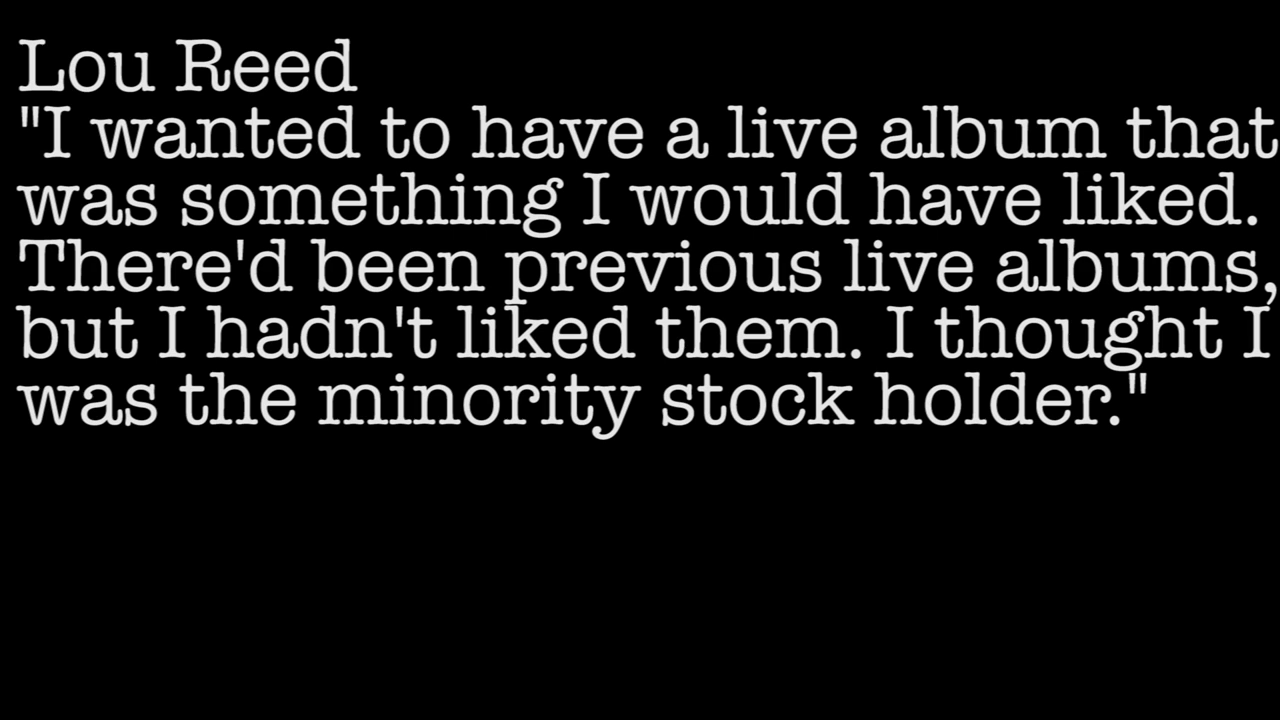 Lou Reed
"I wanted to have a live album that
was something I would have liked.
There'd been previous live albums,
but I hadn't liked them. I thought I
was the minority stock holder."